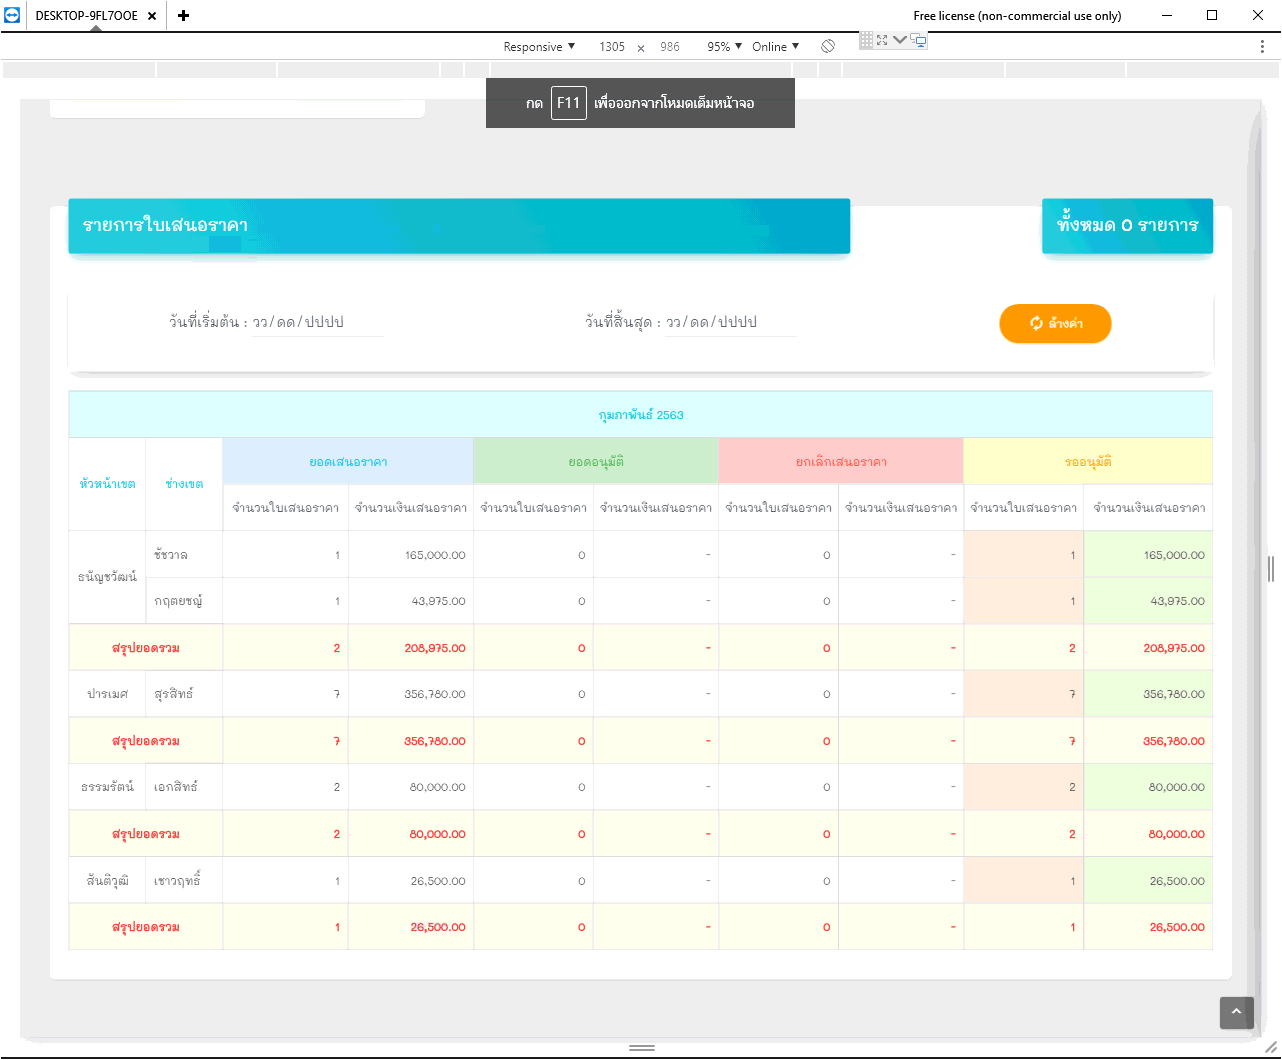 DESKTOP-9FL7OOE
Free license (non-commercial use only)
Responsive 1305 × 986 95% Online
กด F11 เพื่อออกจากโหมดเต็มหน้าจอ
รายการใบเสนอราคา
ทั้งหมด 0 รายการ
วันที่เริ่มต้น : วว/ดด/ปปปป วันที่สิ้นสุด : วว/ดด/ปปปป ล้างค่า
กุมภาพันธ์ 2563
หัวหน้าเขต ช่างเขต ยอดเสนอราคา ยอดอนุมัติ ยกเลิกเสนอราคา รออนุมัติ
จำนวนใบเสนอราคา จำนวนเงินเสนอราคา จำนวนใบเสนอราคา จำนวนเงินเสนอราคา จำนวนใบเสนอราคา จำนวนเงินเสนอราคา จำนวนใบเสนอราคา จำนวนเงินเสนอราคา
ธนัญชวัฒน์ ชัชวาล 1 165,000.00 0 - 0 - 1 165,000.00
กฤตยชญ์ 1 43,975.00 0 - 0 - 1 43,975.00
สรุปยอดรวม 2 208,975.00 0 - 0 - 2 208,975.00
ปารเมศ สุรสิทธ์ 7 356,780.00 0 - 0 - 7 356,780.00
สรุปยอดรวม 7 356,780.00 0 - 0 - 7 356,780.00
ธรรมรัตน์ เอกสิทธ์ 2 80,000.00 0 - 0 - 2 80,000.00
สรุปยอดรวม 2 80,000.00 0 - 0 - 2 80,000.00
สันติวุฒิ เชาวฤทธิ์ 1 26,500.00 0 - 0 - 1 26,500.00
สรุปยอดรวม 1 26,500.00 0 - 0 - 1 26,500.00